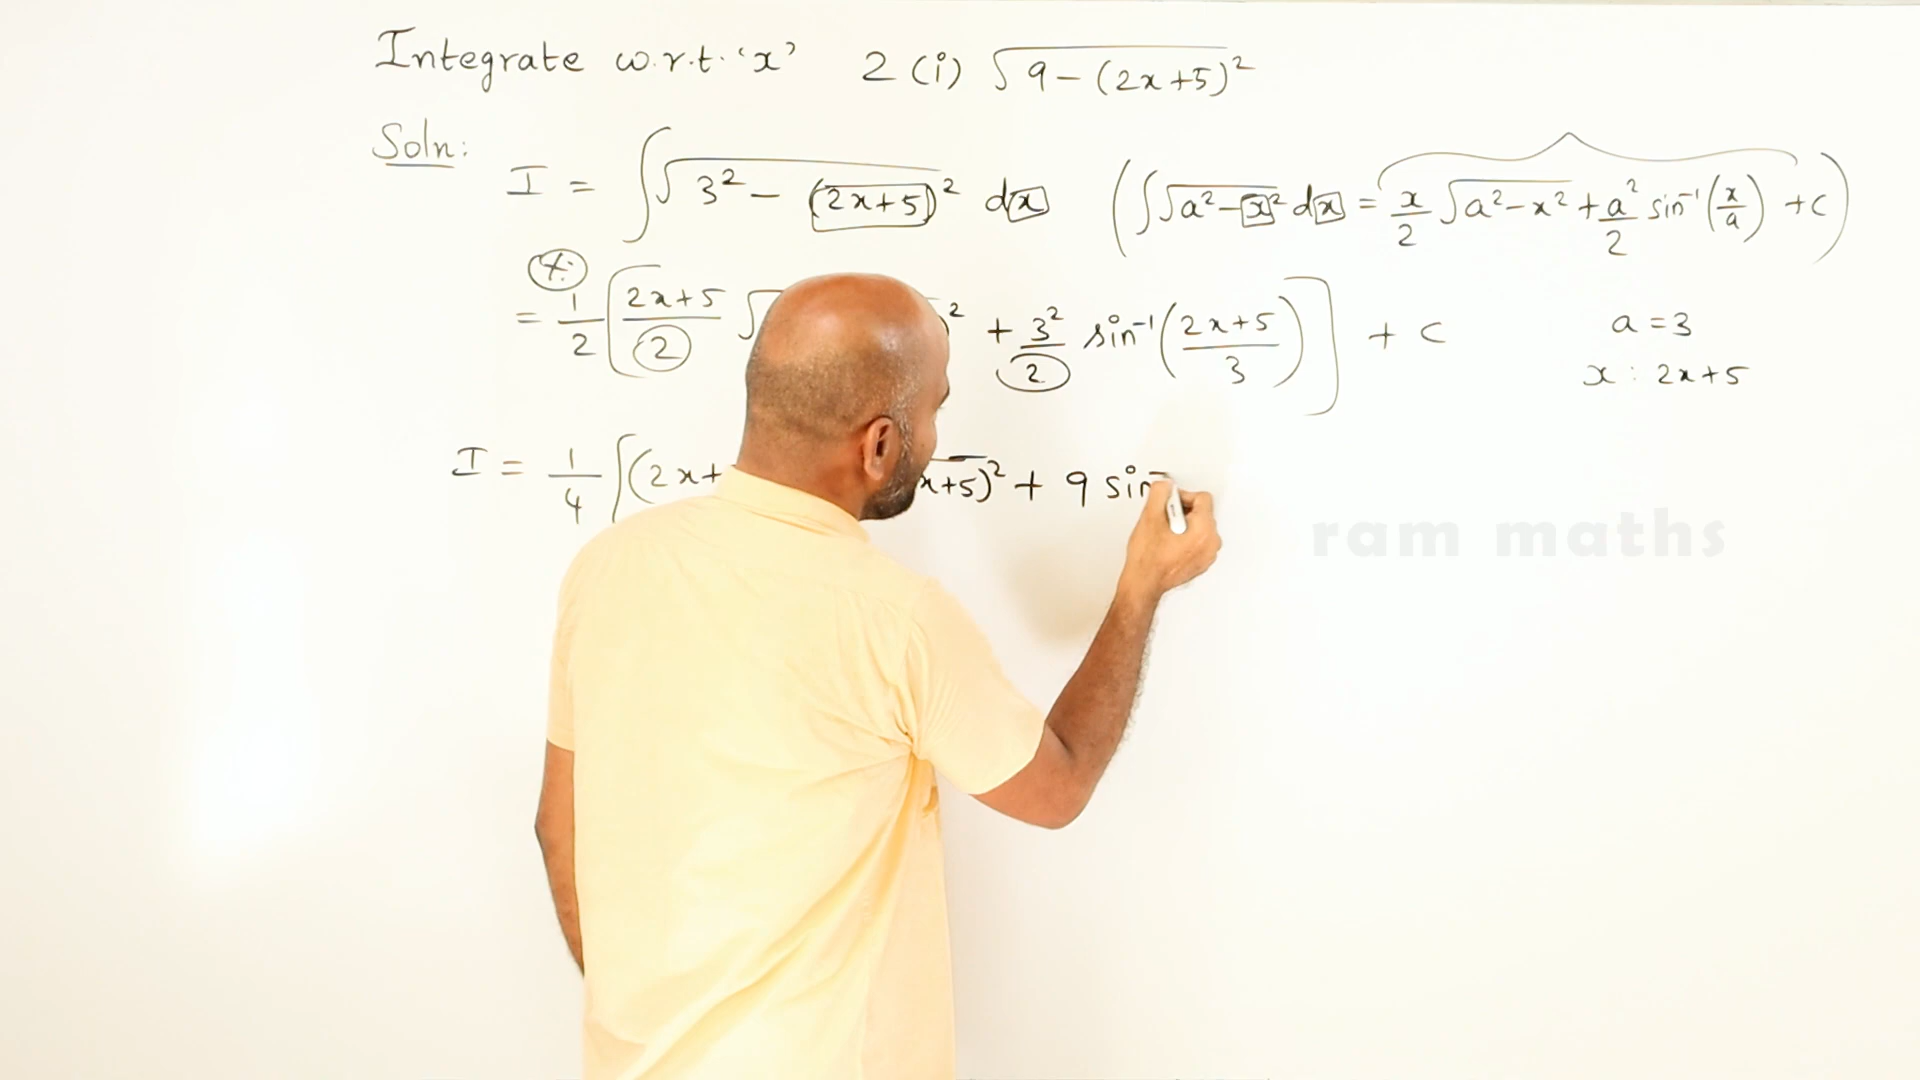 Integrate w.r.t. 'x' 2 (i) √9 - (2x+5)²
Soln:
I = ∫√3² - (2x+5)² dx (∫√a²-x² dx = x/2 √a²-x² + a²/2 sin⁻¹(x/a) + c)
÷
= 1/2 [2x+5/2 √ ² + 3²/2 sin⁻¹(2x+5/3)] + c
a = 3
x : 2x+5
I = 1/4 [(2x+ x+5)² + 9 sin
ram maths